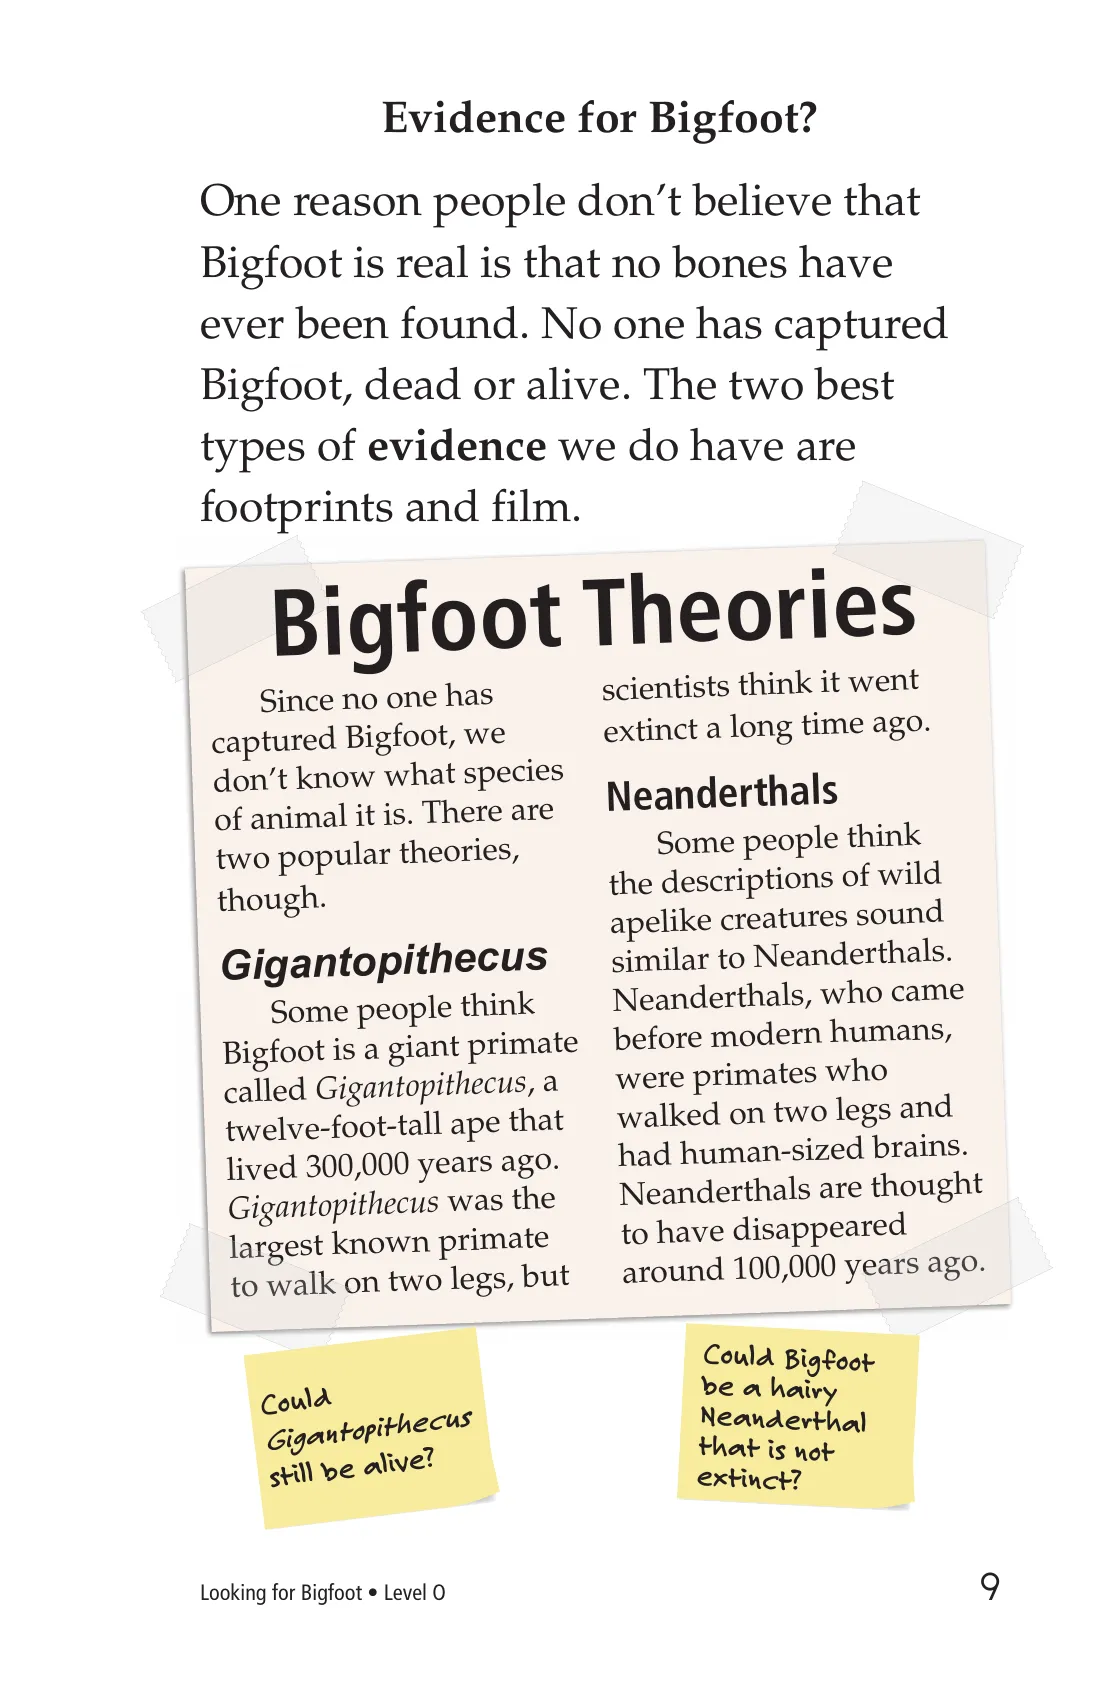 Evidence for Bigfoot?
One reason people don’t believe that
Bigfoot is real is that no bones have
ever been found. No one has captured
Bigfoot, dead or alive. The two best
types of evidence we do have are
footprints and film.
Bigfoot Theories
Since no one has
captured Bigfoot, we
don’t know what species
of animal it is. There are
two popular theories,
though.
Gigantopithecus
Some people think
Bigfoot is a giant primate
called Gigantopithecus, a
twelve-foot-tall ape that
lived 300,000 years ago.
Gigantopithecus was the
largest known primate
to walk on two legs, but
scientists think it went
extinct a long time ago.
Neanderthals
Some people think
the descriptions of wild
apelike creatures sound
similar to Neanderthals.
Neanderthals, who came
before modern humans,
were primates who
walked on two legs and
had human-sized brains.
Neanderthals are thought
to have disappeared
around 100,000 years ago.
Could
Gigantopithecus
still be alive?
Could Bigfoot
be a hairy
Neanderthal
that is not
extinct?
Looking for Bigfoot • Level O
9